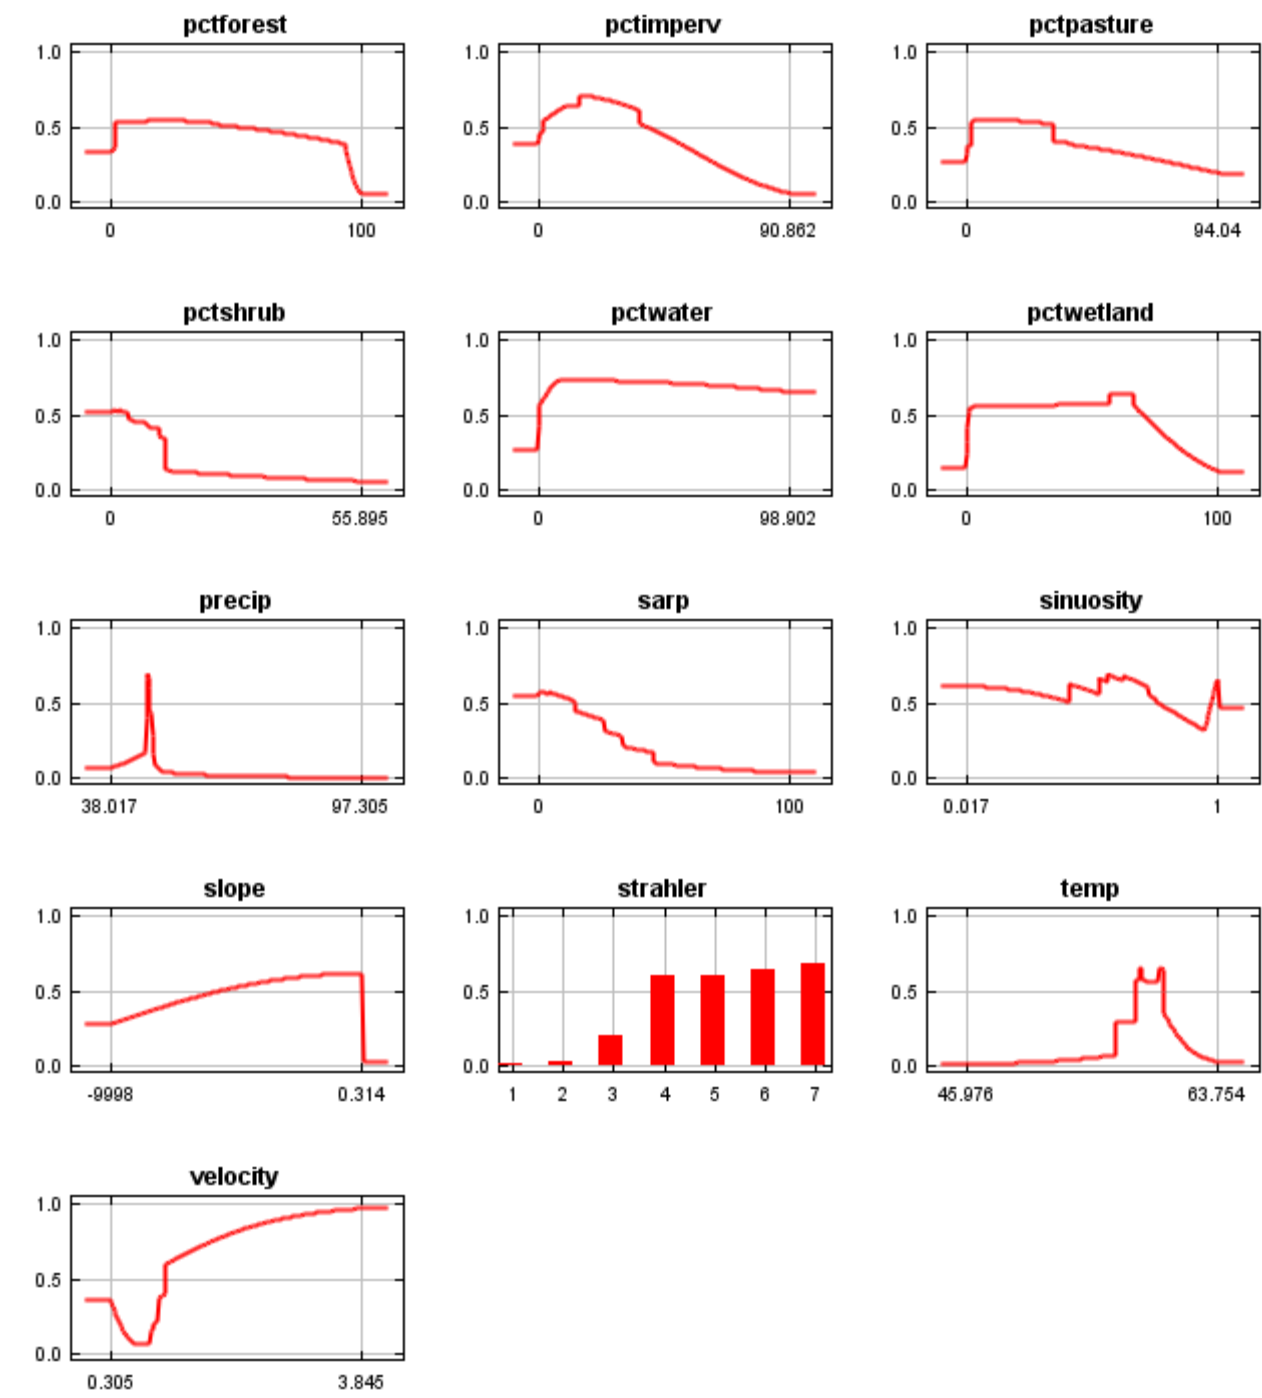 pctforest pctimperv pctpasture
1.0 1.0 1.0
0.5 0.5 0.5
0.0 0.0 0.0
0 100 0 90.862 0 94.04
pctshrub pctwater pctwetland
1.0 1.0 1.0
0.5 0.5 0.5
0.0 0.0 0.0
0 55.895 0 98.902 0 100
precip sarp sinuosity
1.0 1.0 1.0
0.5 0.5 0.5
0.0 0.0 0.0
38.017 97.305 0 100 0.017 1
slope strahler temp
1.0 1.0 1.0
0.5 0.5 0.5
0.0 0.0 0.0
-9998 0.314 1 2 3 4 5 6 7 45.976 63.754
velocity
1.0
0.5
0.0
0.305 3.845